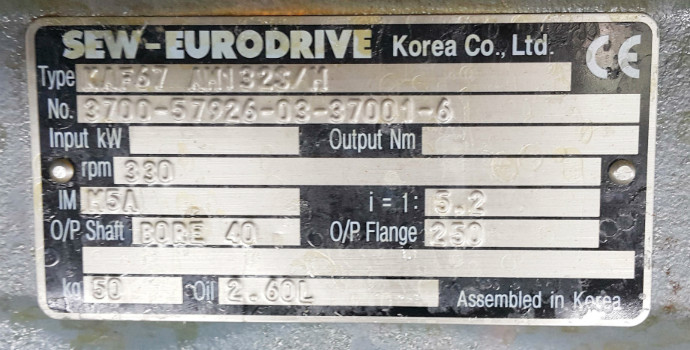 SEW-EURODRIVE Korea Co., Ltd. CE
Type KAF67 AWN32S/M
No. 3700-57926-03-37001-6
Input kW Output Nm
rpm 330
IM M5A i = 1: 5.2
O/P Shaft BORE 40 O/P Flange 250
kg 50 Oil 2.60L Assembled in Korea